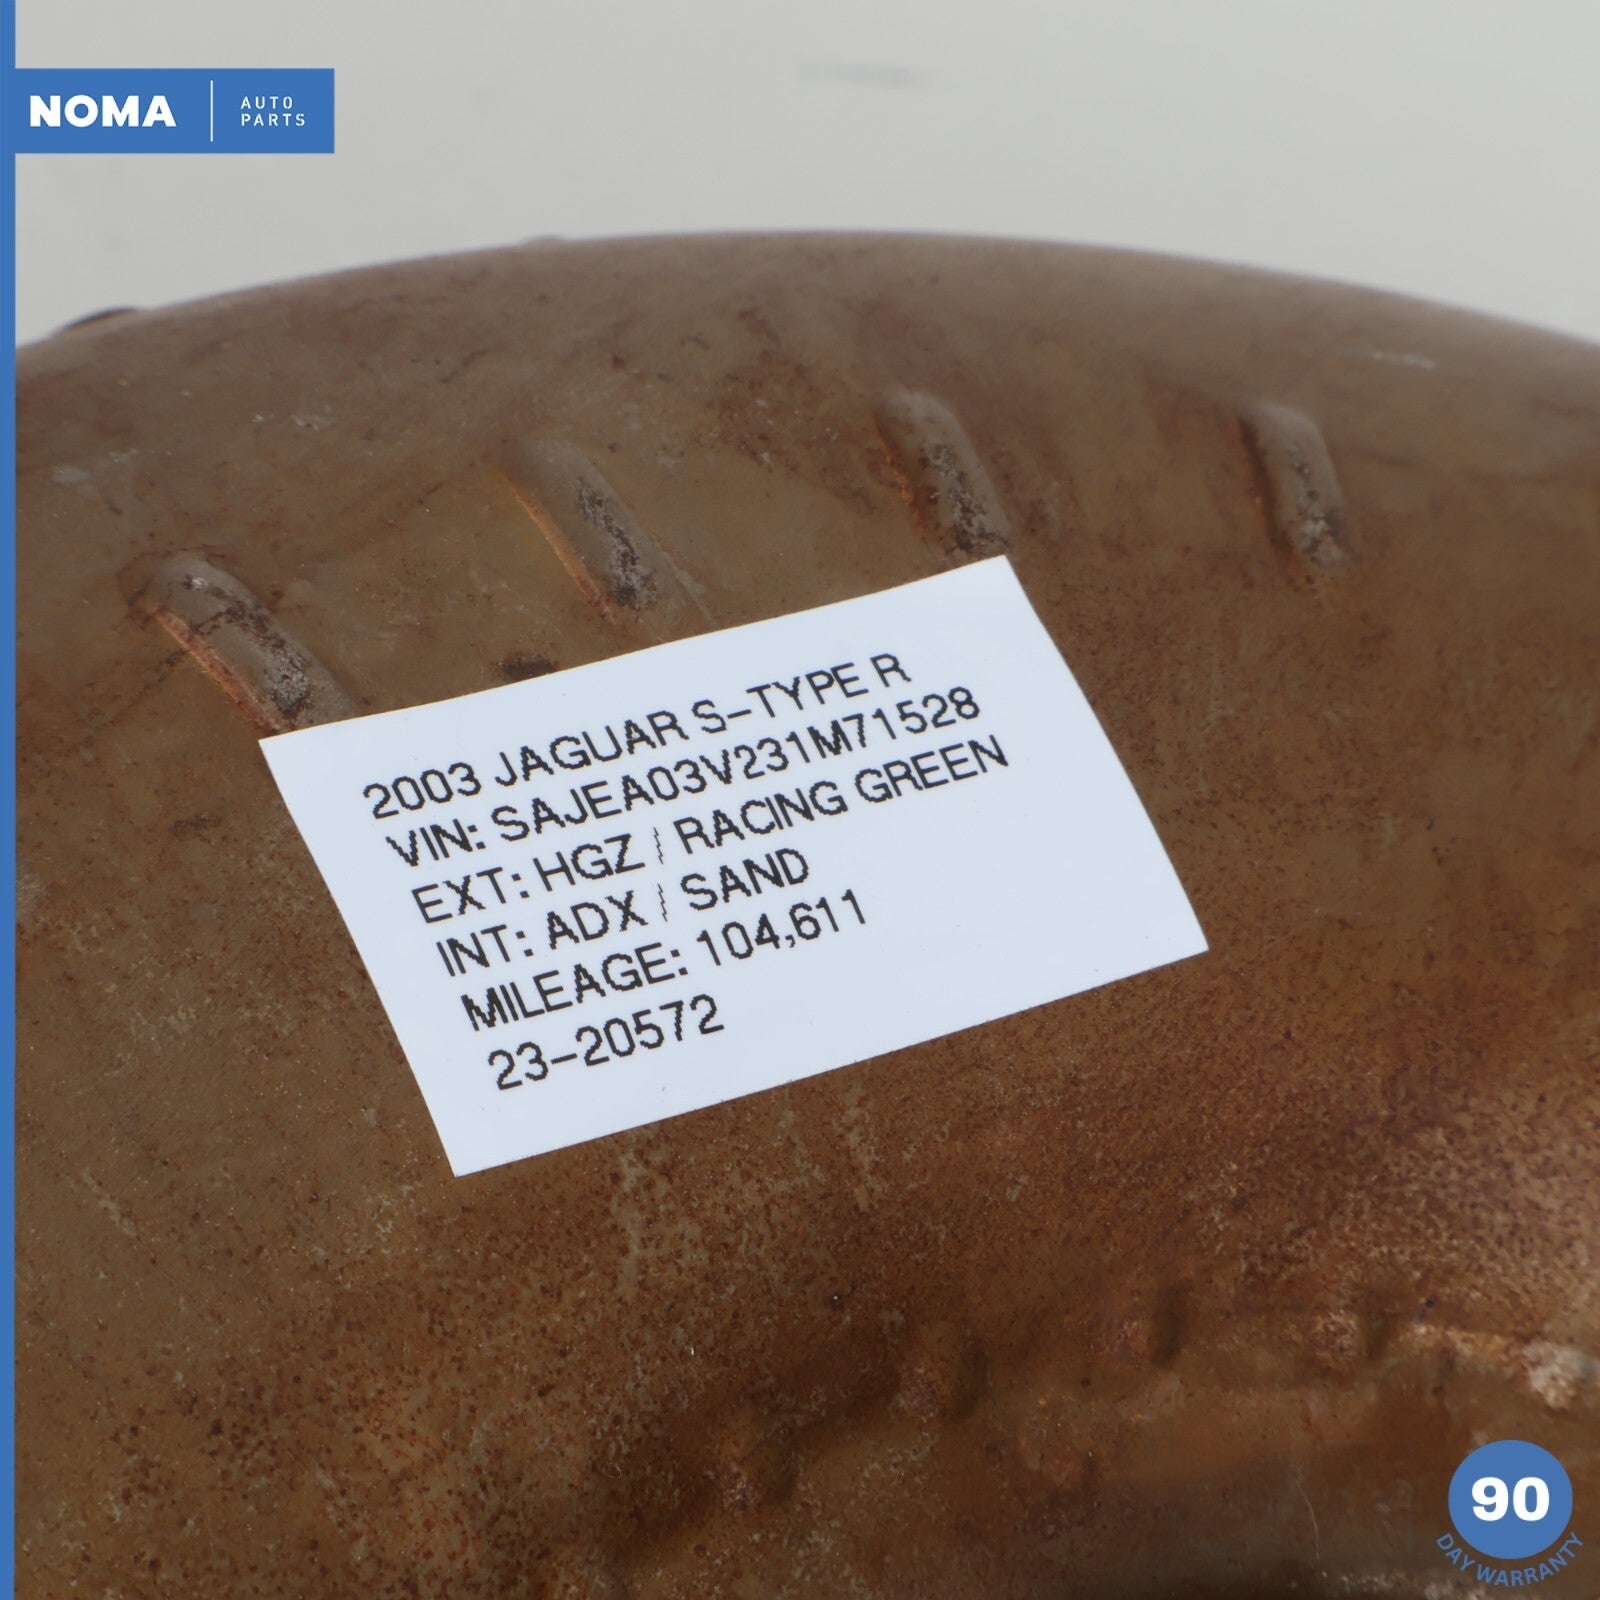 NOMA
AUTO
PARTS
2003 JAGUAR S-TYPE R
VIN: SAJEA03V231M71528
EXT: HGZ / RACING GREEN
INT: ADX / SAND
MILEAGE: 104,611
23-20572
90
DAY WARRANTY